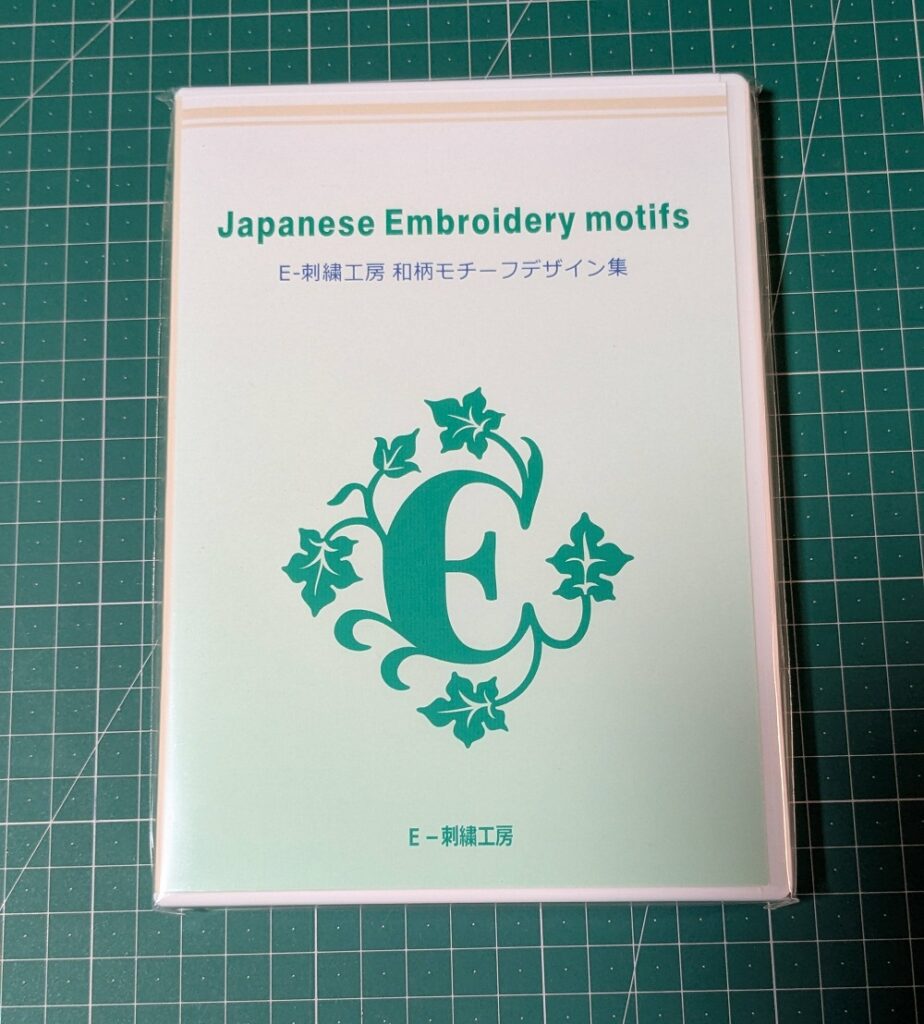 Japanese Embroidery motifs
E-刺繍工房 和柄モチーフデザイン集
E
E－刺繍工房